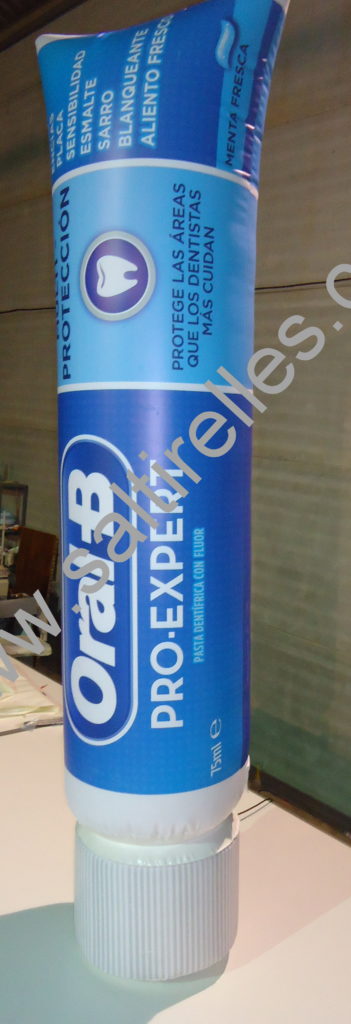 PLACA
SENSIBILIDAD
ESMALTE
SARRO
BLANQUEANTE
ALIENTO FRESCO
MENTA FRESCA
PROTECCIÓN
PROTEGE LAS ÁREAS
QUE LOS DENTISTAS
MÁS CUIDAN
Oral-B
PRO-EXPERT
PASTA DENTÍFRICA CON FLUOR
75ml e
www.saltirelles.c